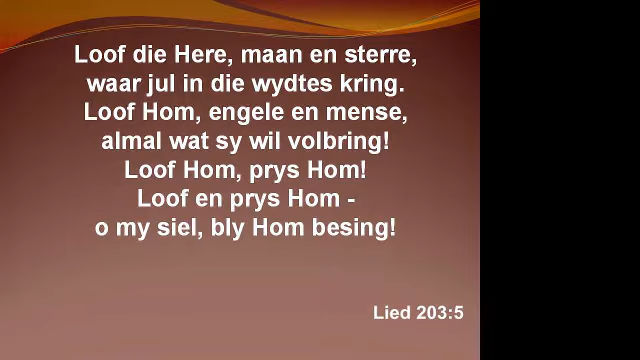 Loof die Here, maan en sterre,
waar jul in die wydtes kring.
Loof Hom, engele en mense,
almal wat sy wil volbring!
Loof Hom, prys Hom!
Loof en prys Hom -
o my siel, bly Hom besing!
Lied 203:5